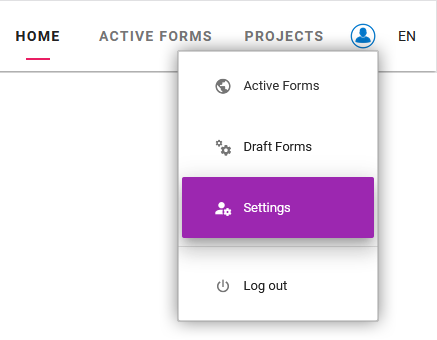 HOME ACTIVE FORMS PROJECTS EN
Active Forms
Draft Forms
Settings
Log out